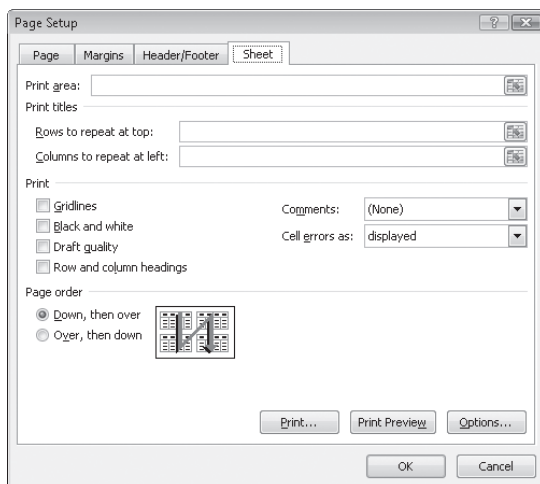 Page Setup
Page Margins Header/Footer Sheet
Print area:
Print titles
Rows to repeat at top:
Columns to repeat at left:
Print
Gridlines
Black and white
Draft quality
Row and column headings
Comments: (None)
Cell errors as: displayed
Page order
Down, then over
Over, then down
Print... Print Preview Options...
OK Cancel